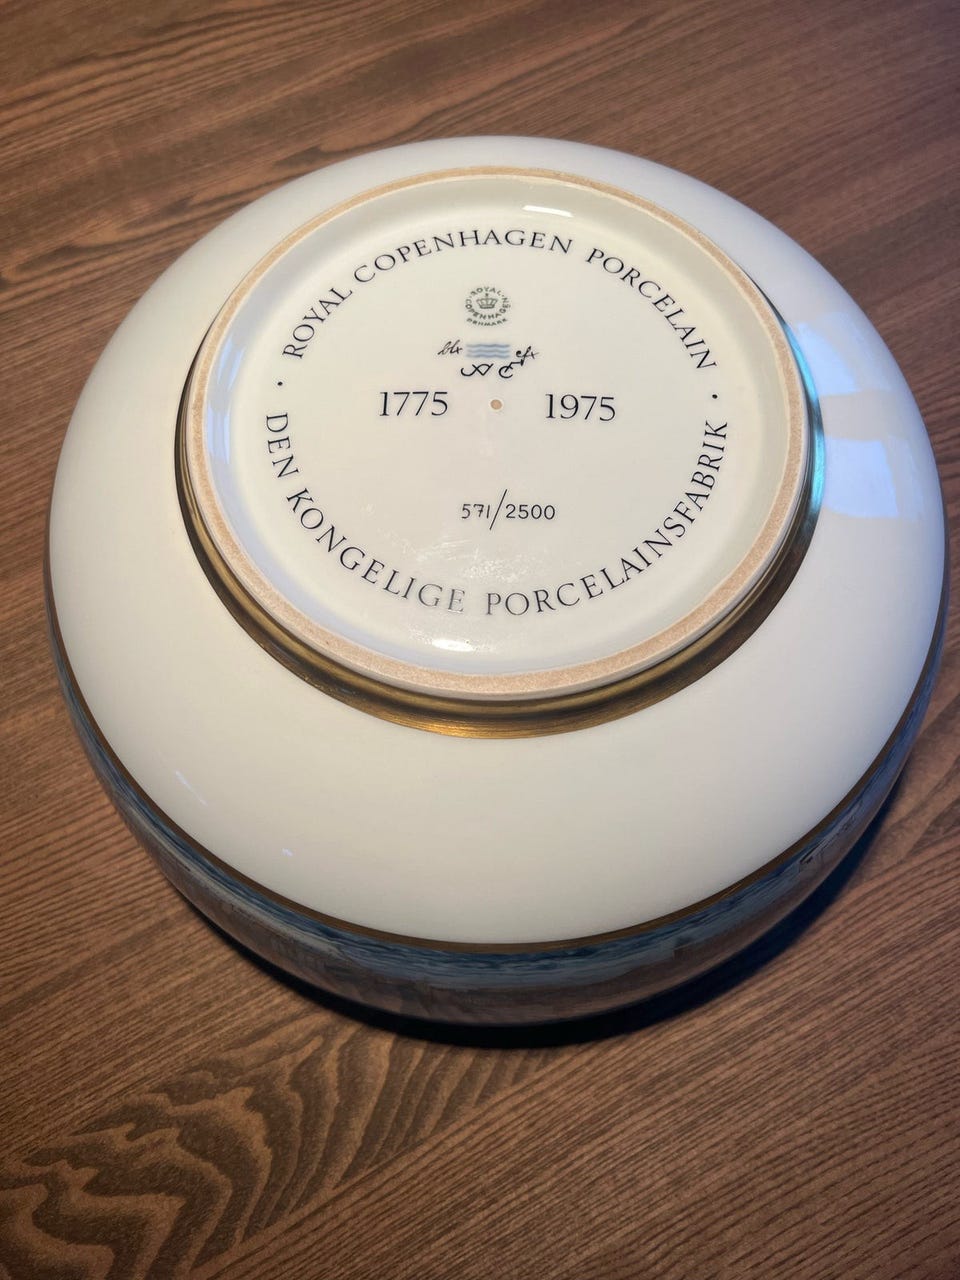 ROYAL COPENHAGEN PORCELAIN
ROYAL COPENHAGEN
DENMARK
1775 1975
571/2500
DEN KONGELIGE PORCELAINSFABRIK